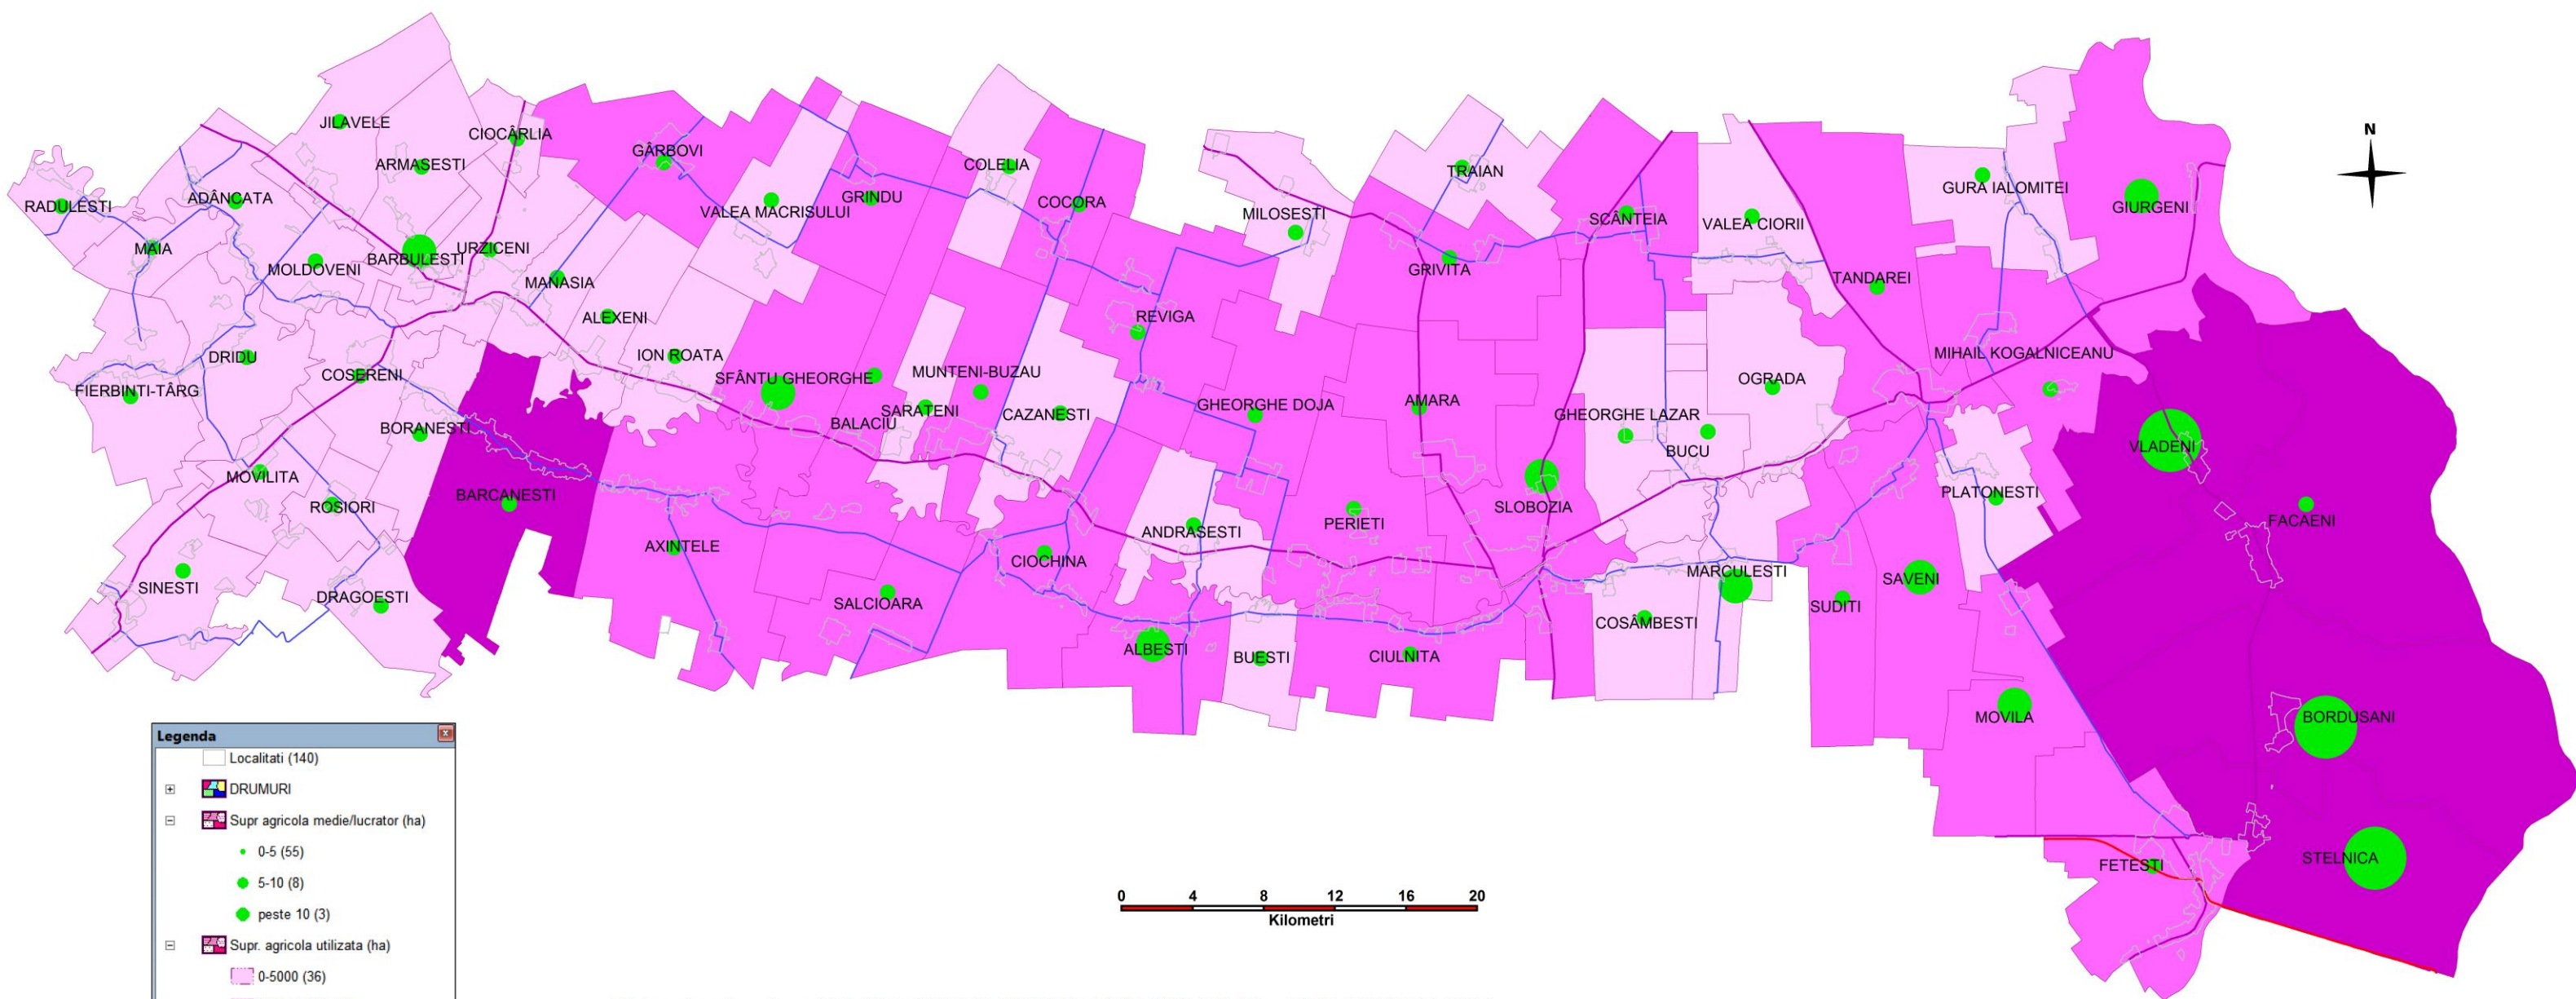 N
JILAVELE
CIOCÂRLIA
GÂRBOVI
ARMASESTI
COLELIA
TRAIAN
GURA IALOMITEI
ADÂNCATA
RADULESTI
VALEA MACRISULUI
GRINDU
COCORA
MILOSESTI
SCÂNTEIA
VALEA CIORII
GIURGENI
MAIA
MOLDOVENI
BARBULESTI
URZICENI
MANASIA
GRIVITA
TANDAREI
ALEXENI
REVIGA
DRIDU
ION ROATA
MIHAIL KOGALNICEANU
COSERENI
SFÂNTU GHEORGHE
MUNTENI-BUZAU
OGRADA
FIERBINTI-TÂRG
SARATENI
CAZANESTI
GHEORGHE DOJA
AMARA
GHEORGHE LAZAR
BORANESTI
BALACIU
BUCU
VLADENI
MOVILITA
BARCANESTI
PLATONESTI
ROSIORI
SLOBOZIA
PERIETI
FACAENI
AXINTELE
ANDRASESTI
CIOCHINA
MARCULESTI
SAVENI
SINESTI
DRAGOESTI
SALCIOARA
SUDITI
COSÂMBESTI
ALBESTI
BUESTI
CIULNITA
MOVILA
BORDUSANI
STELNICA
FETESTI
Legenda
Localitati (140)
DRUMURI
Supr agricola medie/lucrator (ha)
0-5 (55)
5-10 (8)
peste 10 (3)
Supr. agricola utilizata (ha)
0-5000 (36)
0 4 8 12 16 20
Kilometri